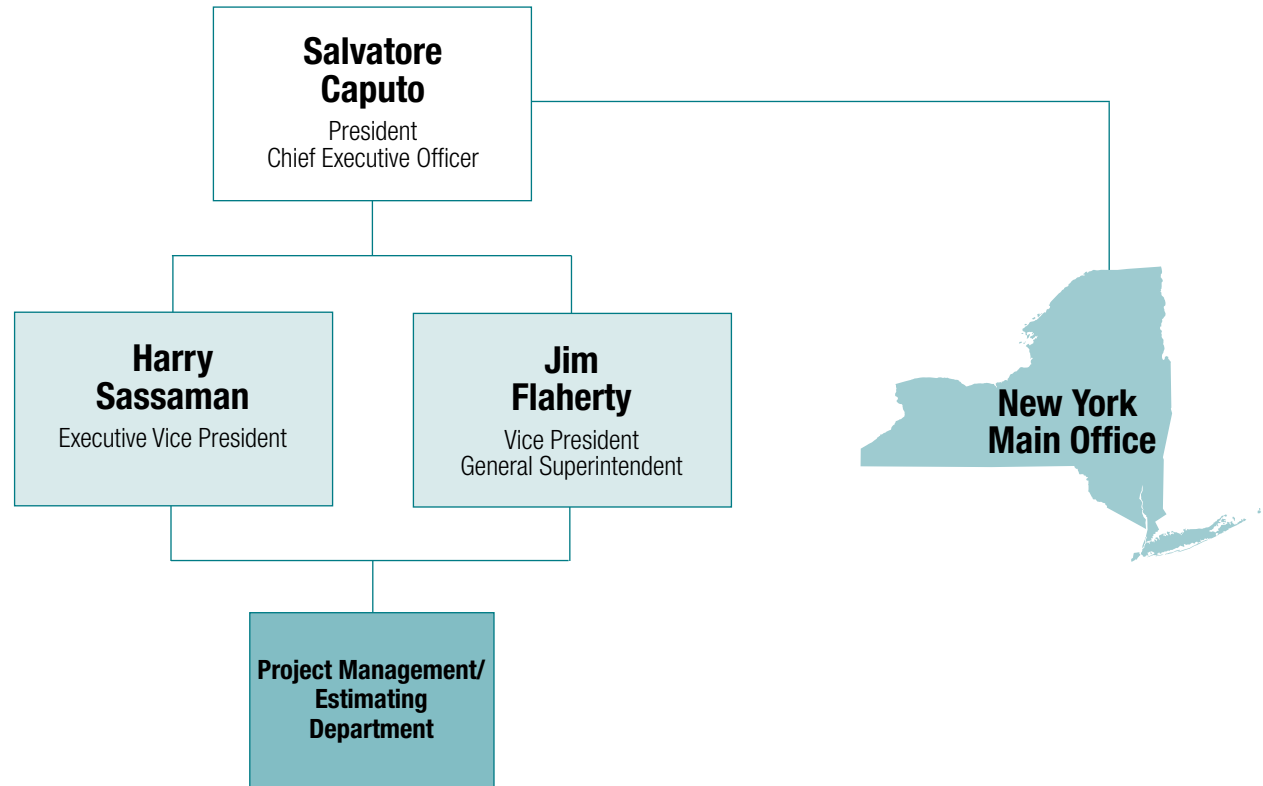 Salvatore
Caputo
President
Chief Executive Officer
Harry
Sassaman
Executive Vice President
Jim
Flaherty
Vice President
General Superintendent
New York
Main Office
Project Management/
Estimating
Department